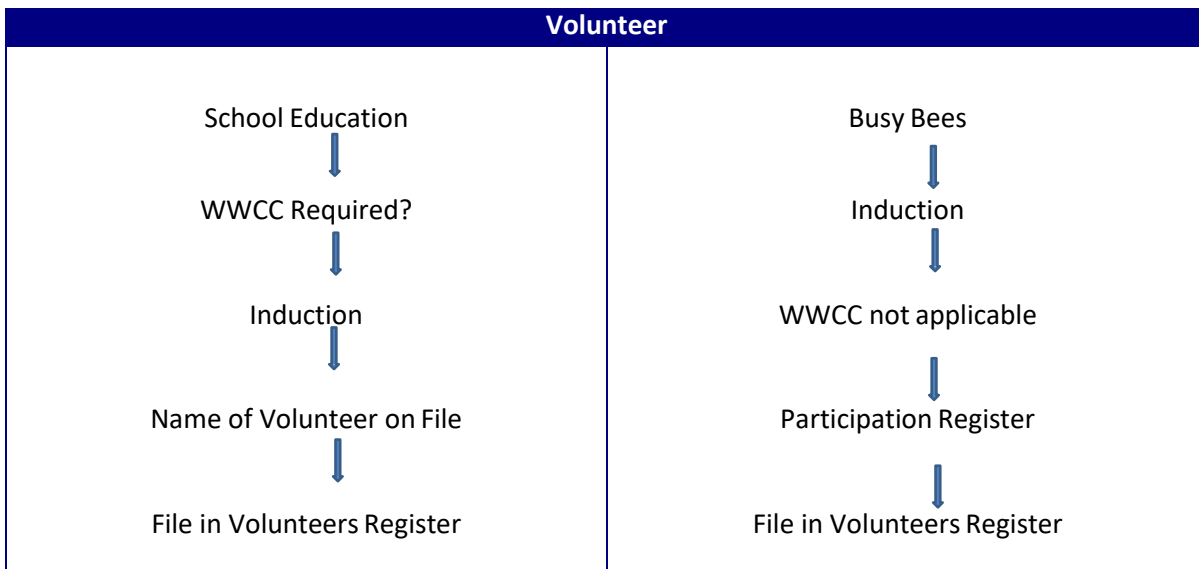 Volunteer
School Education
WWCC Required?
Induction
Name of Volunteer on File
File in Volunteers Register
Busy Bees
Induction
WWCC not applicable
Participation Register
File in Volunteers Register